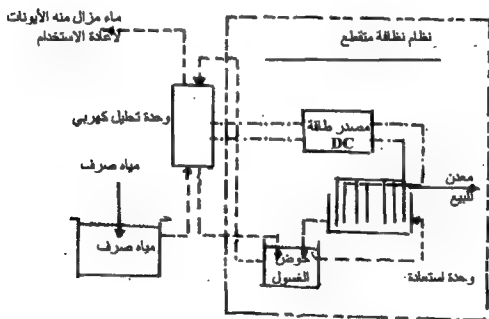 ماء مزال منه الأيونات
لأعادة الاستخدام
نظام نظافة متقطع
وحدة تحليل كهربي
مصدر طاقة
DC
مياه صرف
معدن
للبيع
مياه صرف
حوض
الغسول
وحدة استعادة